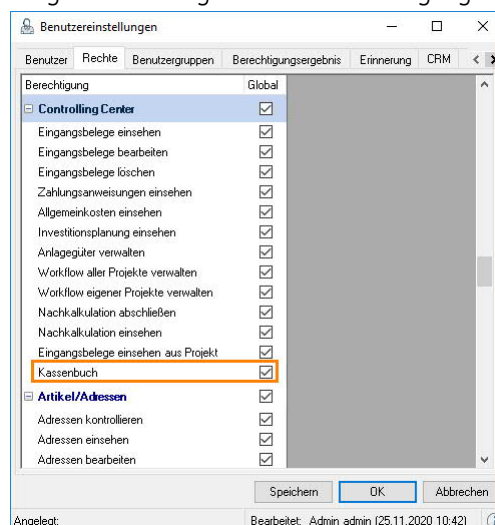 Benutzereinstellungen
Benutzer Rechte Benutzergruppen Berechtigungsergebnis Erinnerung CRM
Berechtigung Global
Controlling Center
Eingangsbelege einsehen
Eingangsbelege bearbeiten
Eingangsbelege löschen
Zahlungsanweisungen einsehen
Allgemeinkosten einsehen
Investitionsplanung einsehen
Anlagegüter verwalten
Workflow aller Projekte verwalten
Workflow eigener Projekte verwalten
Nachkalkulation abschließen
Nachkalkulation einsehen
Eingangsbelege einsehen aus Projekt
Kassenbuch
Artikel/Adressen
Adressen kontrollieren
Adressen einsehen
Adressen bearbeiten
Speichern OK Abbrechen
Angelegt: Bearbeitet: Admin admin (25.11.2020 10:42)